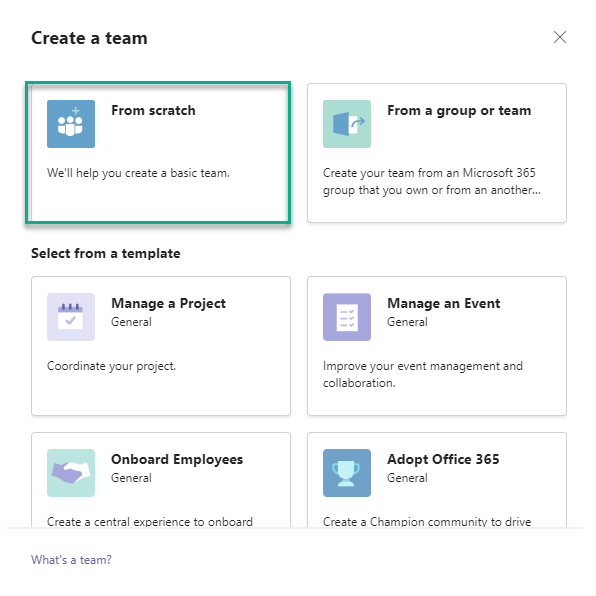 Create a team
From scratch
We'll help you create a basic team.
From a group or team
Create your team from an Microsoft 365
group that you own or from an another...
Select from a template
Manage a Project
General
Coordinate your project.
Manage an Event
General
Improve your event management and
collaboration.
Onboard Employees
General
Create a central experience to onboard
Adopt Office 365
General
Create a Champion community to drive
What's a team?